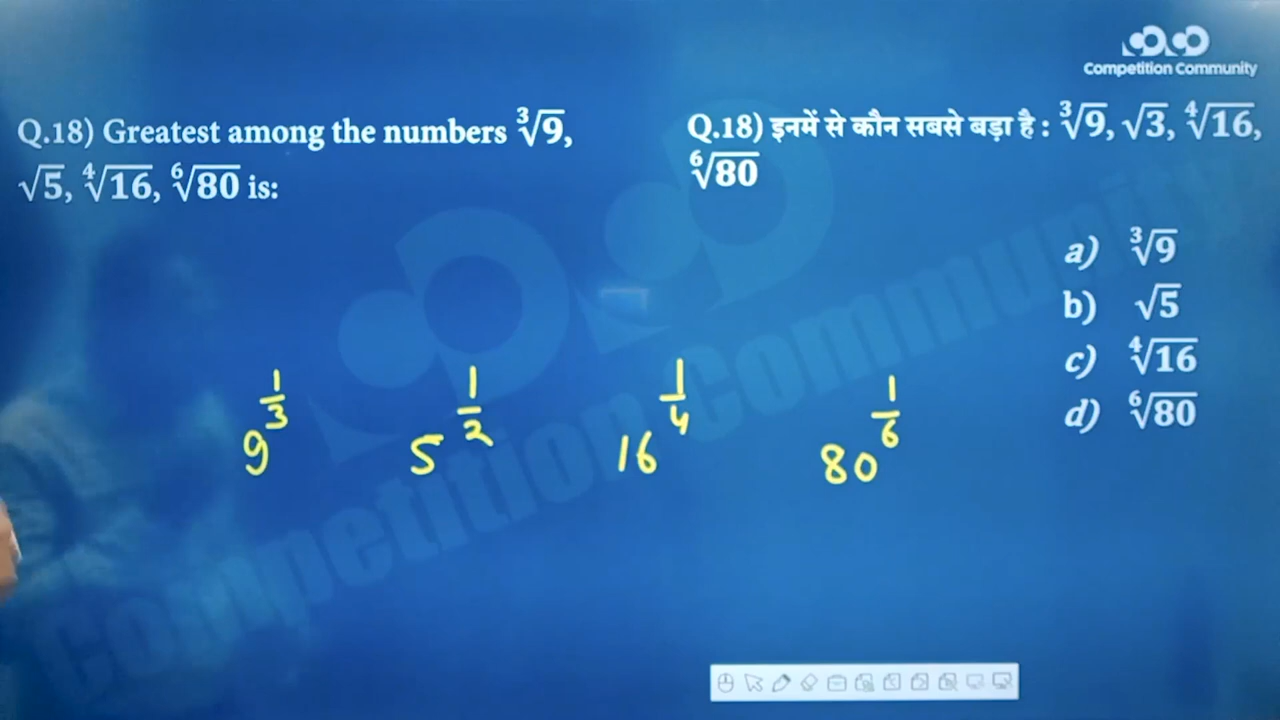 Competition Community
Q.18) Greatest among the numbers ∛9,
√5, ∜16, ⁶√80 is:
Q.18) इनमें से कौन सबसे बड़ा है : ∛9, √3, ∜16,
⁶√80
a) ∛9
b) √5
c) ∜16
d) ⁶√80
9^(1/3) 5^(1/2) 16^(1/4) 80^(1/6)
Competition Community